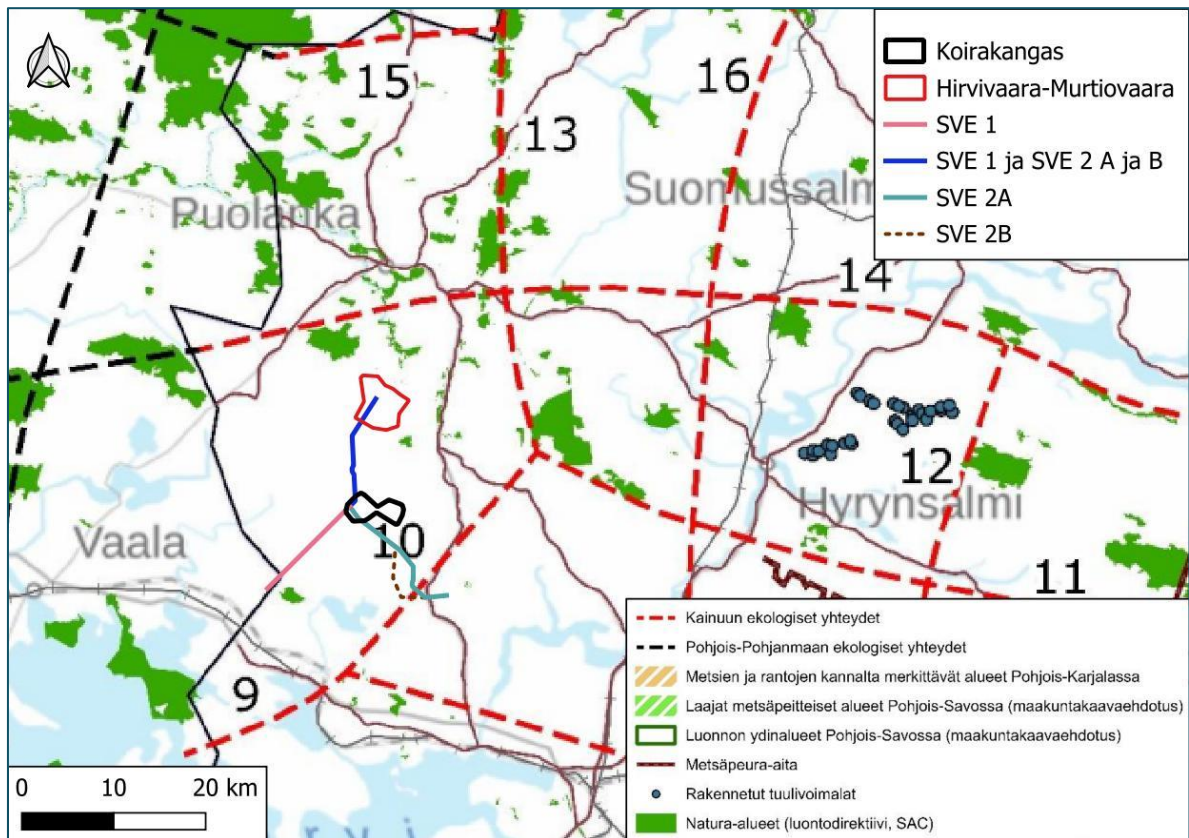 Koirakangas
Hirvivaara-Murtiovaara
SVE 1
SVE 1 ja SVE 2 A ja B
SVE 2A
SVE 2B
15
16
13
Suomussalm
Puolanka
14
12
Hyrynsalmi
Vaala
10
11
9
0 10 20 km
rvi
Kainuun ekologiset yhteydet
Pohjois-Pohjanmaan ekologiset yhteydet
Metsien ja rantojen kannalta merkittävät alueet Pohjois-Karjalassa
Laajat metsäpeitteiset alueet Pohjois-Savossa (maakuntakaavaehdotus)
Luonnon ydinalueet Pohjois-Savossa (maakuntakaavaehdotus)
Metsäpeura-aita
Rakennetut tuulivoimalat
Natura-alueet (luontodirektiivi, SAC)